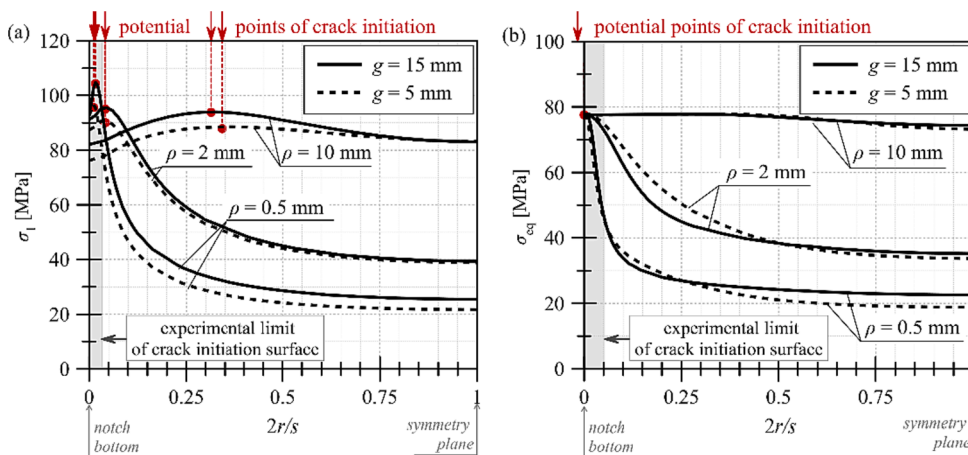 (a)
potential
points of crack initiation
σ1 [MPa]
120
100
80
60
40
20
0
g = 15 mm
g = 5 mm
ρ = 2 mm
ρ = 10 mm
ρ = 0.5 mm
experimental limit
of crack initiation surface
0
0.25
0.5
0.75
1
notch
bottom
2r/s
symmetry
plane
(b)
potential points of crack initiation
σeq [MPa]
100
80
60
40
20
0
g = 15 mm
g = 5 mm
ρ = 10 mm
ρ = 2 mm
ρ = 0.5 mm
experimental limit
of crack initiation surface
0
0.25
0.5
0.75
notch
bottom
2r/s
symmetry
plane